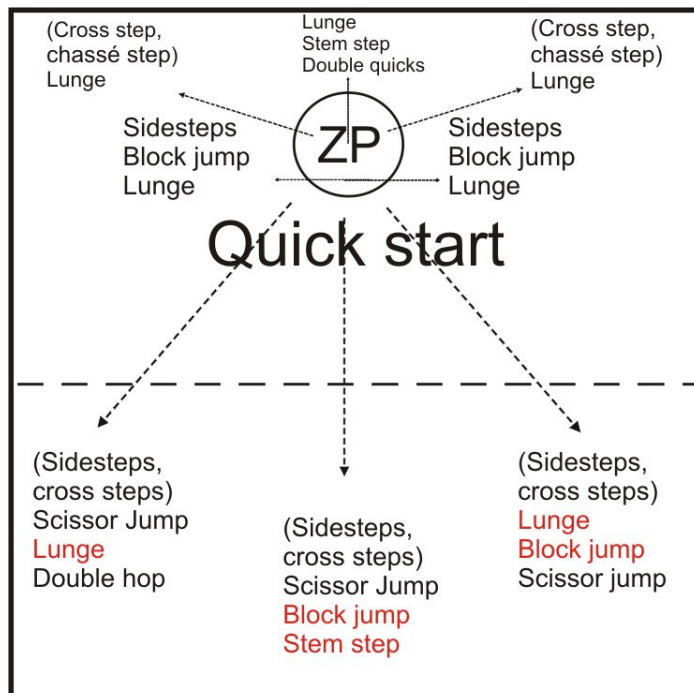 (Cross step,
chassé step)
Lunge
Lunge
Stem step
Double quicks
(Cross step,
chassé step)
Lunge
Sidesteps
Block jump
Lunge
ZP
Sidesteps
Block jump
Lunge
Quick start
(Sidesteps,
cross steps)
Scissor Jump
Lunge
Double hop
(Sidesteps,
cross steps)
Scissor Jump
Block jump
Stem step
(Sidesteps,
cross steps)
Lunge
Block jump
Scissor jump